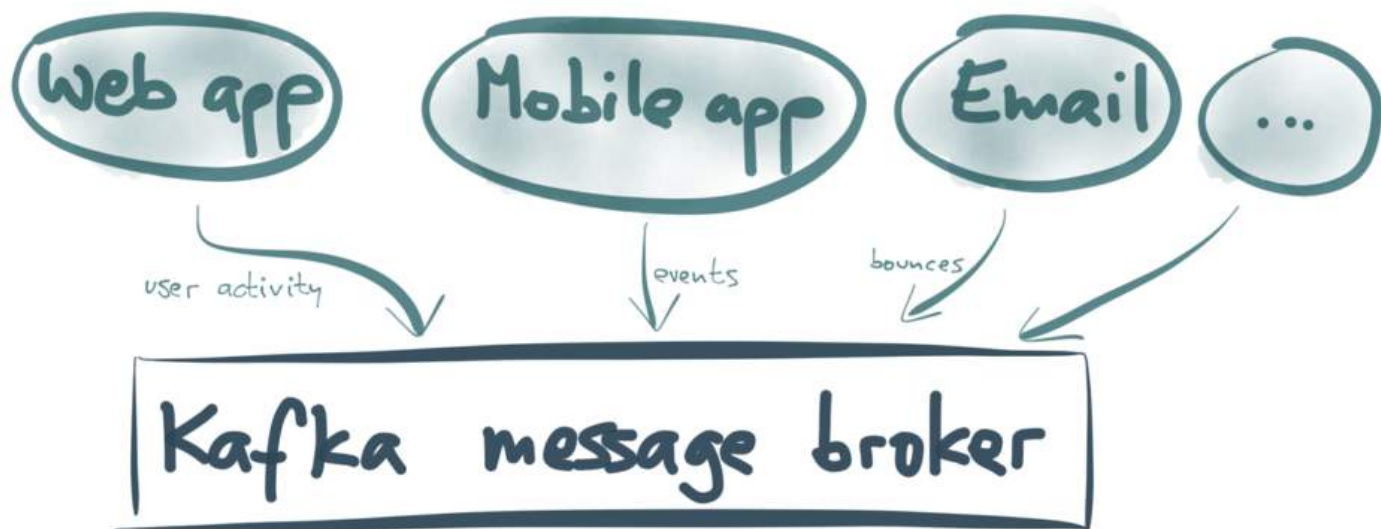 Web app
Mobile app
Email
...
user activity
events
bounces
Kafka message broker